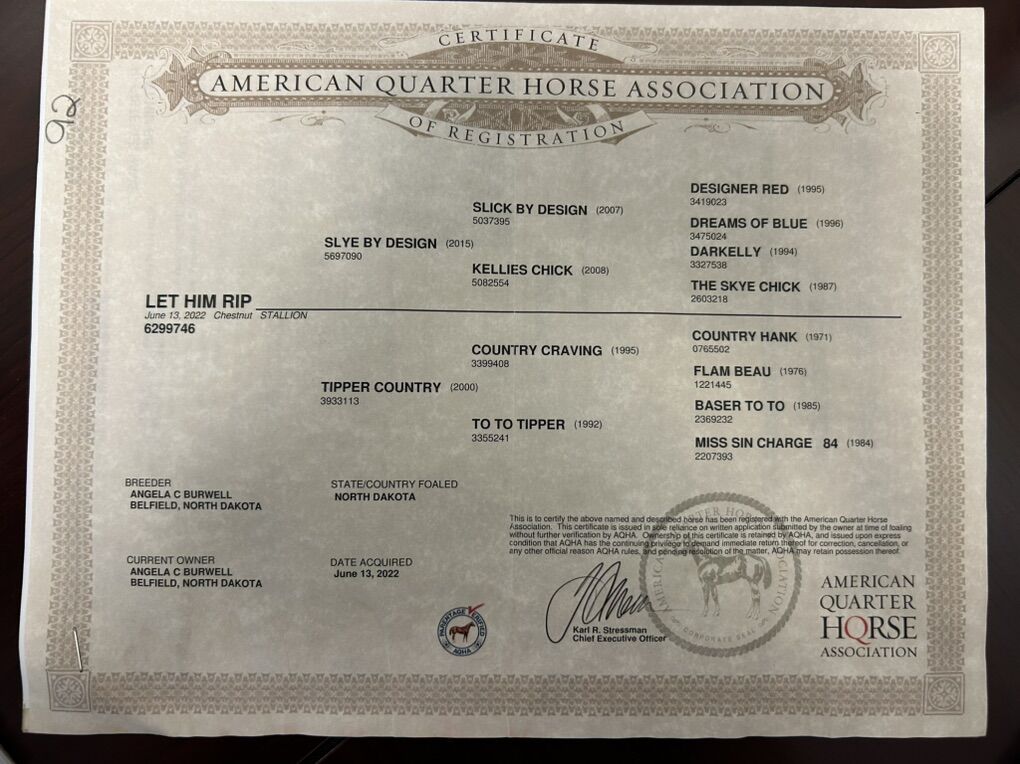 CERTIFICATE
AMERICAN QUARTER HORSE ASSOCIATION
OF REGISTRATION
92
DESIGNER RED (1995)
3419023
SLICK BY DESIGN (2007)
5037395
DREAMS OF BLUE (1996)
3475024
SLYE BY DESIGN (2015)
5697090
DARKELLY (1994)
3327538
KELLIES CHICK (2008)
5082554
THE SKYE CHICK (1987)
2603218
LET HIM RIP
June 13, 2022 Chestnut STALLION
6299746
COUNTRY HANK (1971)
0765502
COUNTRY CRAVING (1995)
3399408
FLAM BEAU (1976)
1221445
TIPPER COUNTRY (2000)
3933113
BASER TO TO (1985)
2369232
TO TO TIPPER (1992)
3355241
MISS SIN CHARGE 84 (1984)
2207393
BREEDER
ANGELA C BURWELL
BELFIELD, NORTH DAKOTA
STATE/COUNTRY FOALED
NORTH DAKOTA
CURRENT OWNER
ANGELA C BURWELL
BELFIELD, NORTH DAKOTA
DATE ACQUIRED
June 13, 2022
This is to certify the above named and described horse has been registered with the American Quarter Horse
Association. This certificate is issued in sole reliance on written application submitted by the owner at time of foaling
without further verification by AQHA. Ownership of this certificate is retained by AQHA, and issued upon express
condition that AQHA has the continuing privilege to demand immediate return thereof for correction, cancellation, or
any other official reason AQHA rules, and pending resolution of the matter, AQHA may retain possession thereof.
Karl R. Stressman
Chief Executive Officer
PARENTAGE VERIFIED
AQHA
AMERICAN QUARTER HORSE ASSOCIATION
CORPORATE SEAL
AMERICAN
QUARTER
HORSE
ASSOCIATION